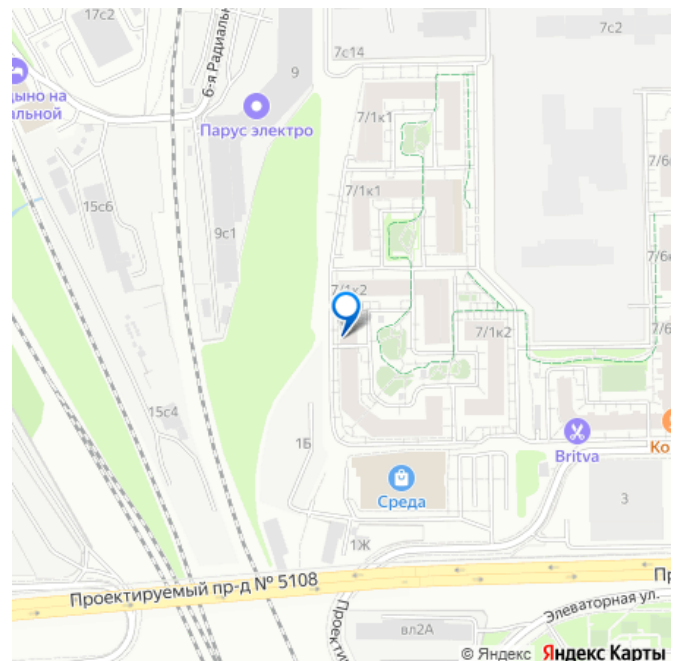 17с2
7с14
7с2
6-я Радиальн
9
ыно на
альной
Парус электро
7/1к1
7/1к1
7/6
15с6
9с1
7/6
7/1к2
7/1к2
7/6
15с4
1Б
Britva
Ко
Среда
3
1Ж
Проектируемый пр-д № 5108
Пр
Проекти
Элеваторная ул.
вл2А
© Яндекс Яндекс Карты